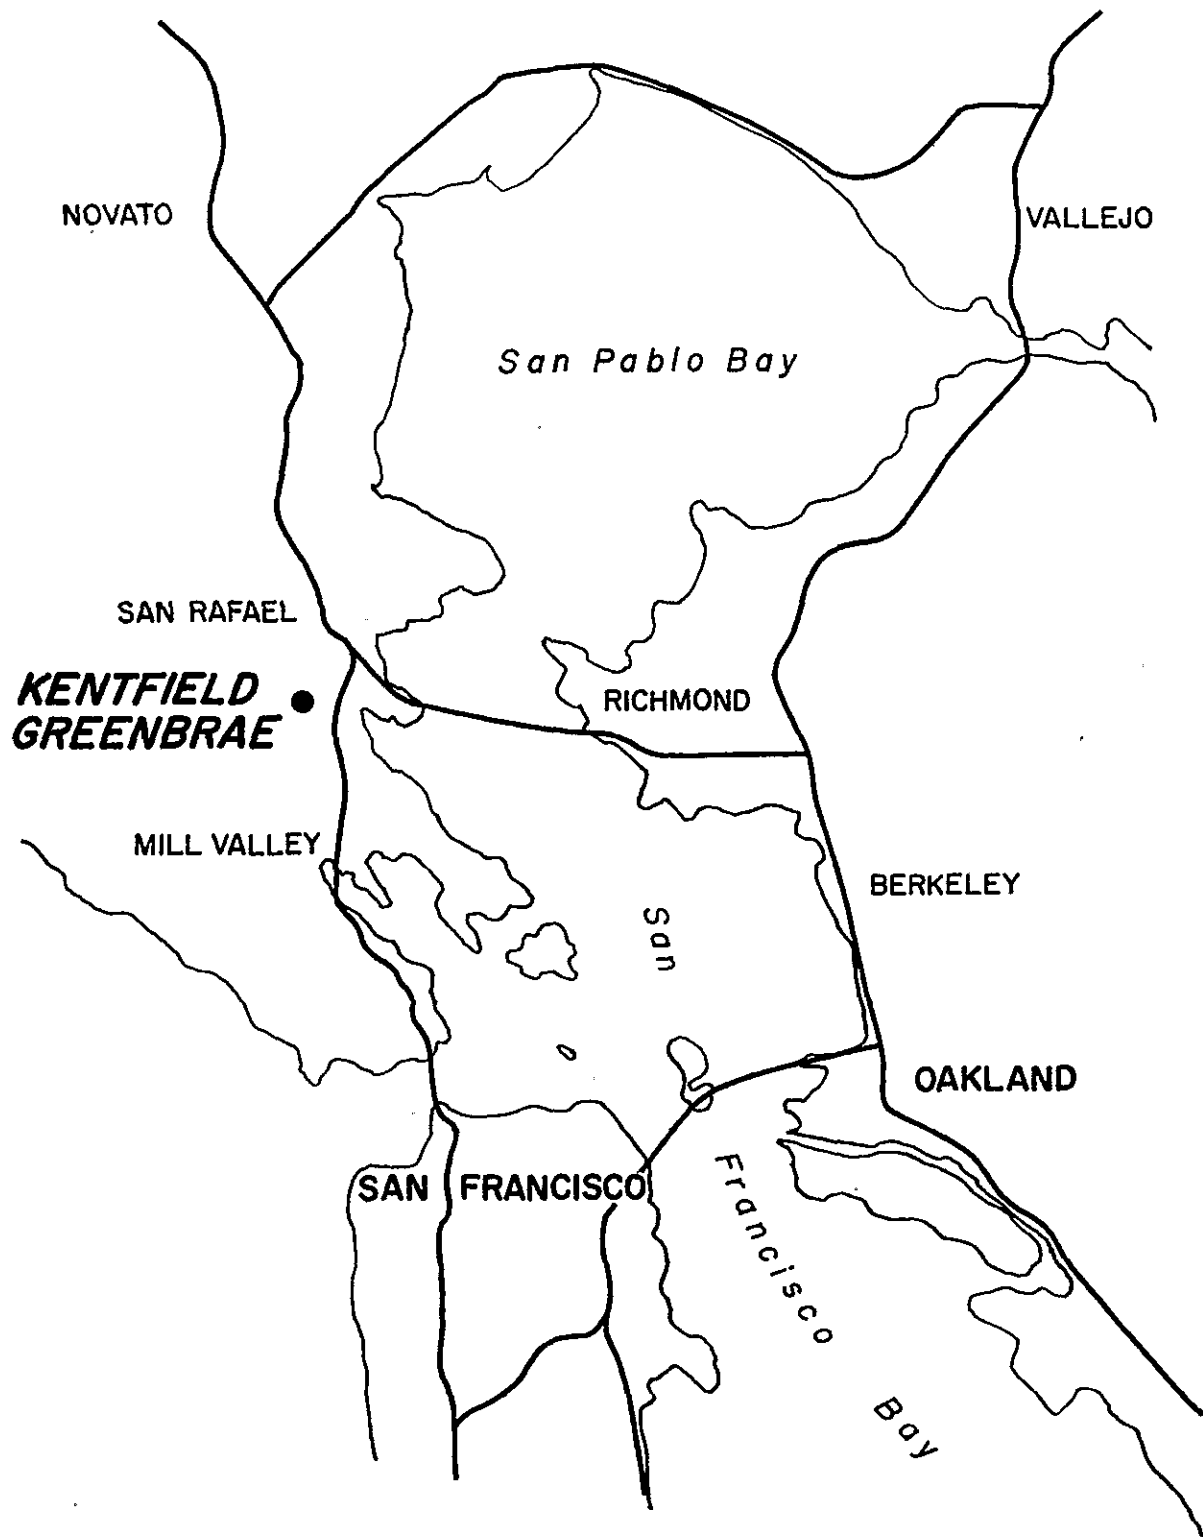 NOVATO
VALLEJO
San Pablo Bay
SAN RAFAEL
KENTFIELD
GREENBRAE
RICHMOND
MILL VALLEY
BERKELEY
San
OAKLAND
SAN FRANCISCO
Francisco
Bay